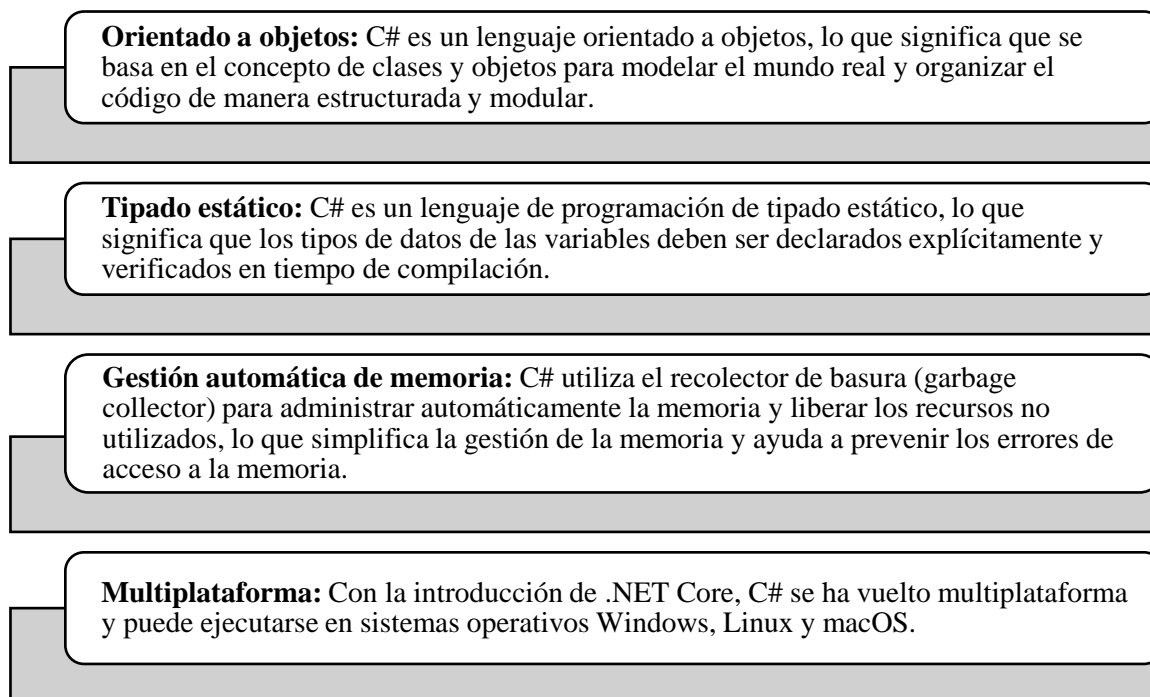 Orientado a objetos: C# es un lenguaje orientado a objetos, lo que significa que se
basa en el concepto de clases y objetos para modelar el mundo real y organizar el
código de manera estructurada y modular.
Tipado estático: C# es un lenguaje de programación de tipado estático, lo que
significa que los tipos de datos de las variables deben ser declarados explícitamente y
verificados en tiempo de compilación.
Gestión automática de memoria: C# utiliza el recolector de basura (garbage
collector) para administrar automáticamente la memoria y liberar los recursos no
utilizados, lo que simplifica la gestión de la memoria y ayuda a prevenir los errores de
acceso a la memoria.
Multiplataforma: Con la introducción de .NET Core, C# se ha vuelto multiplataforma
y puede ejecutarse en sistemas operativos Windows, Linux y macOS.